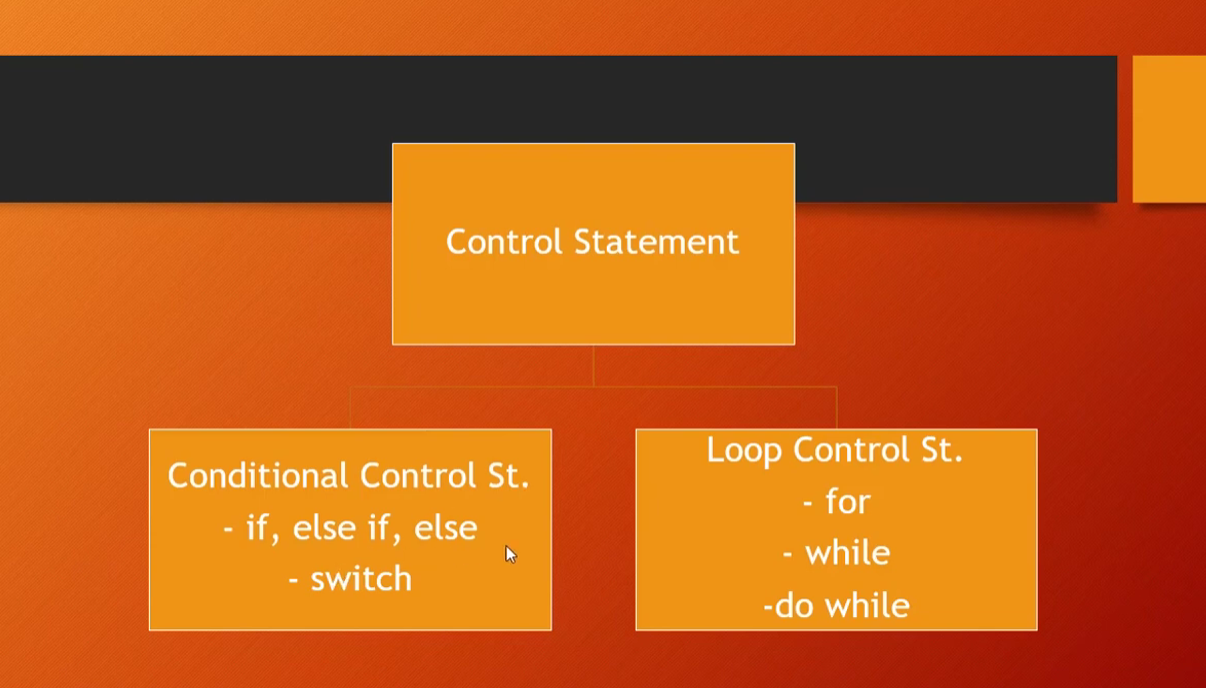 Control Statement
Conditional Control St.
- if, else if, else
- switch
Loop Control St.
- for
- while
-do while